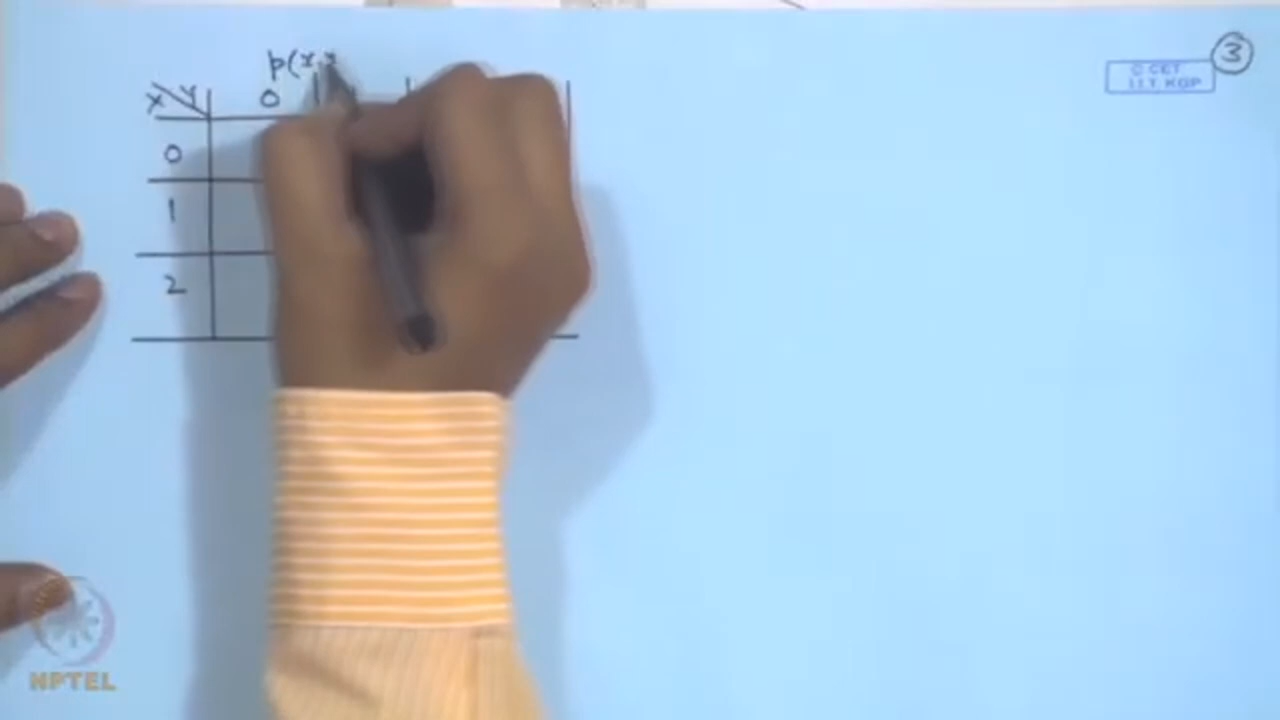 p(x,
3
C CET
I.I.T. KGP
X Y 0
0
1
2
NPTEL